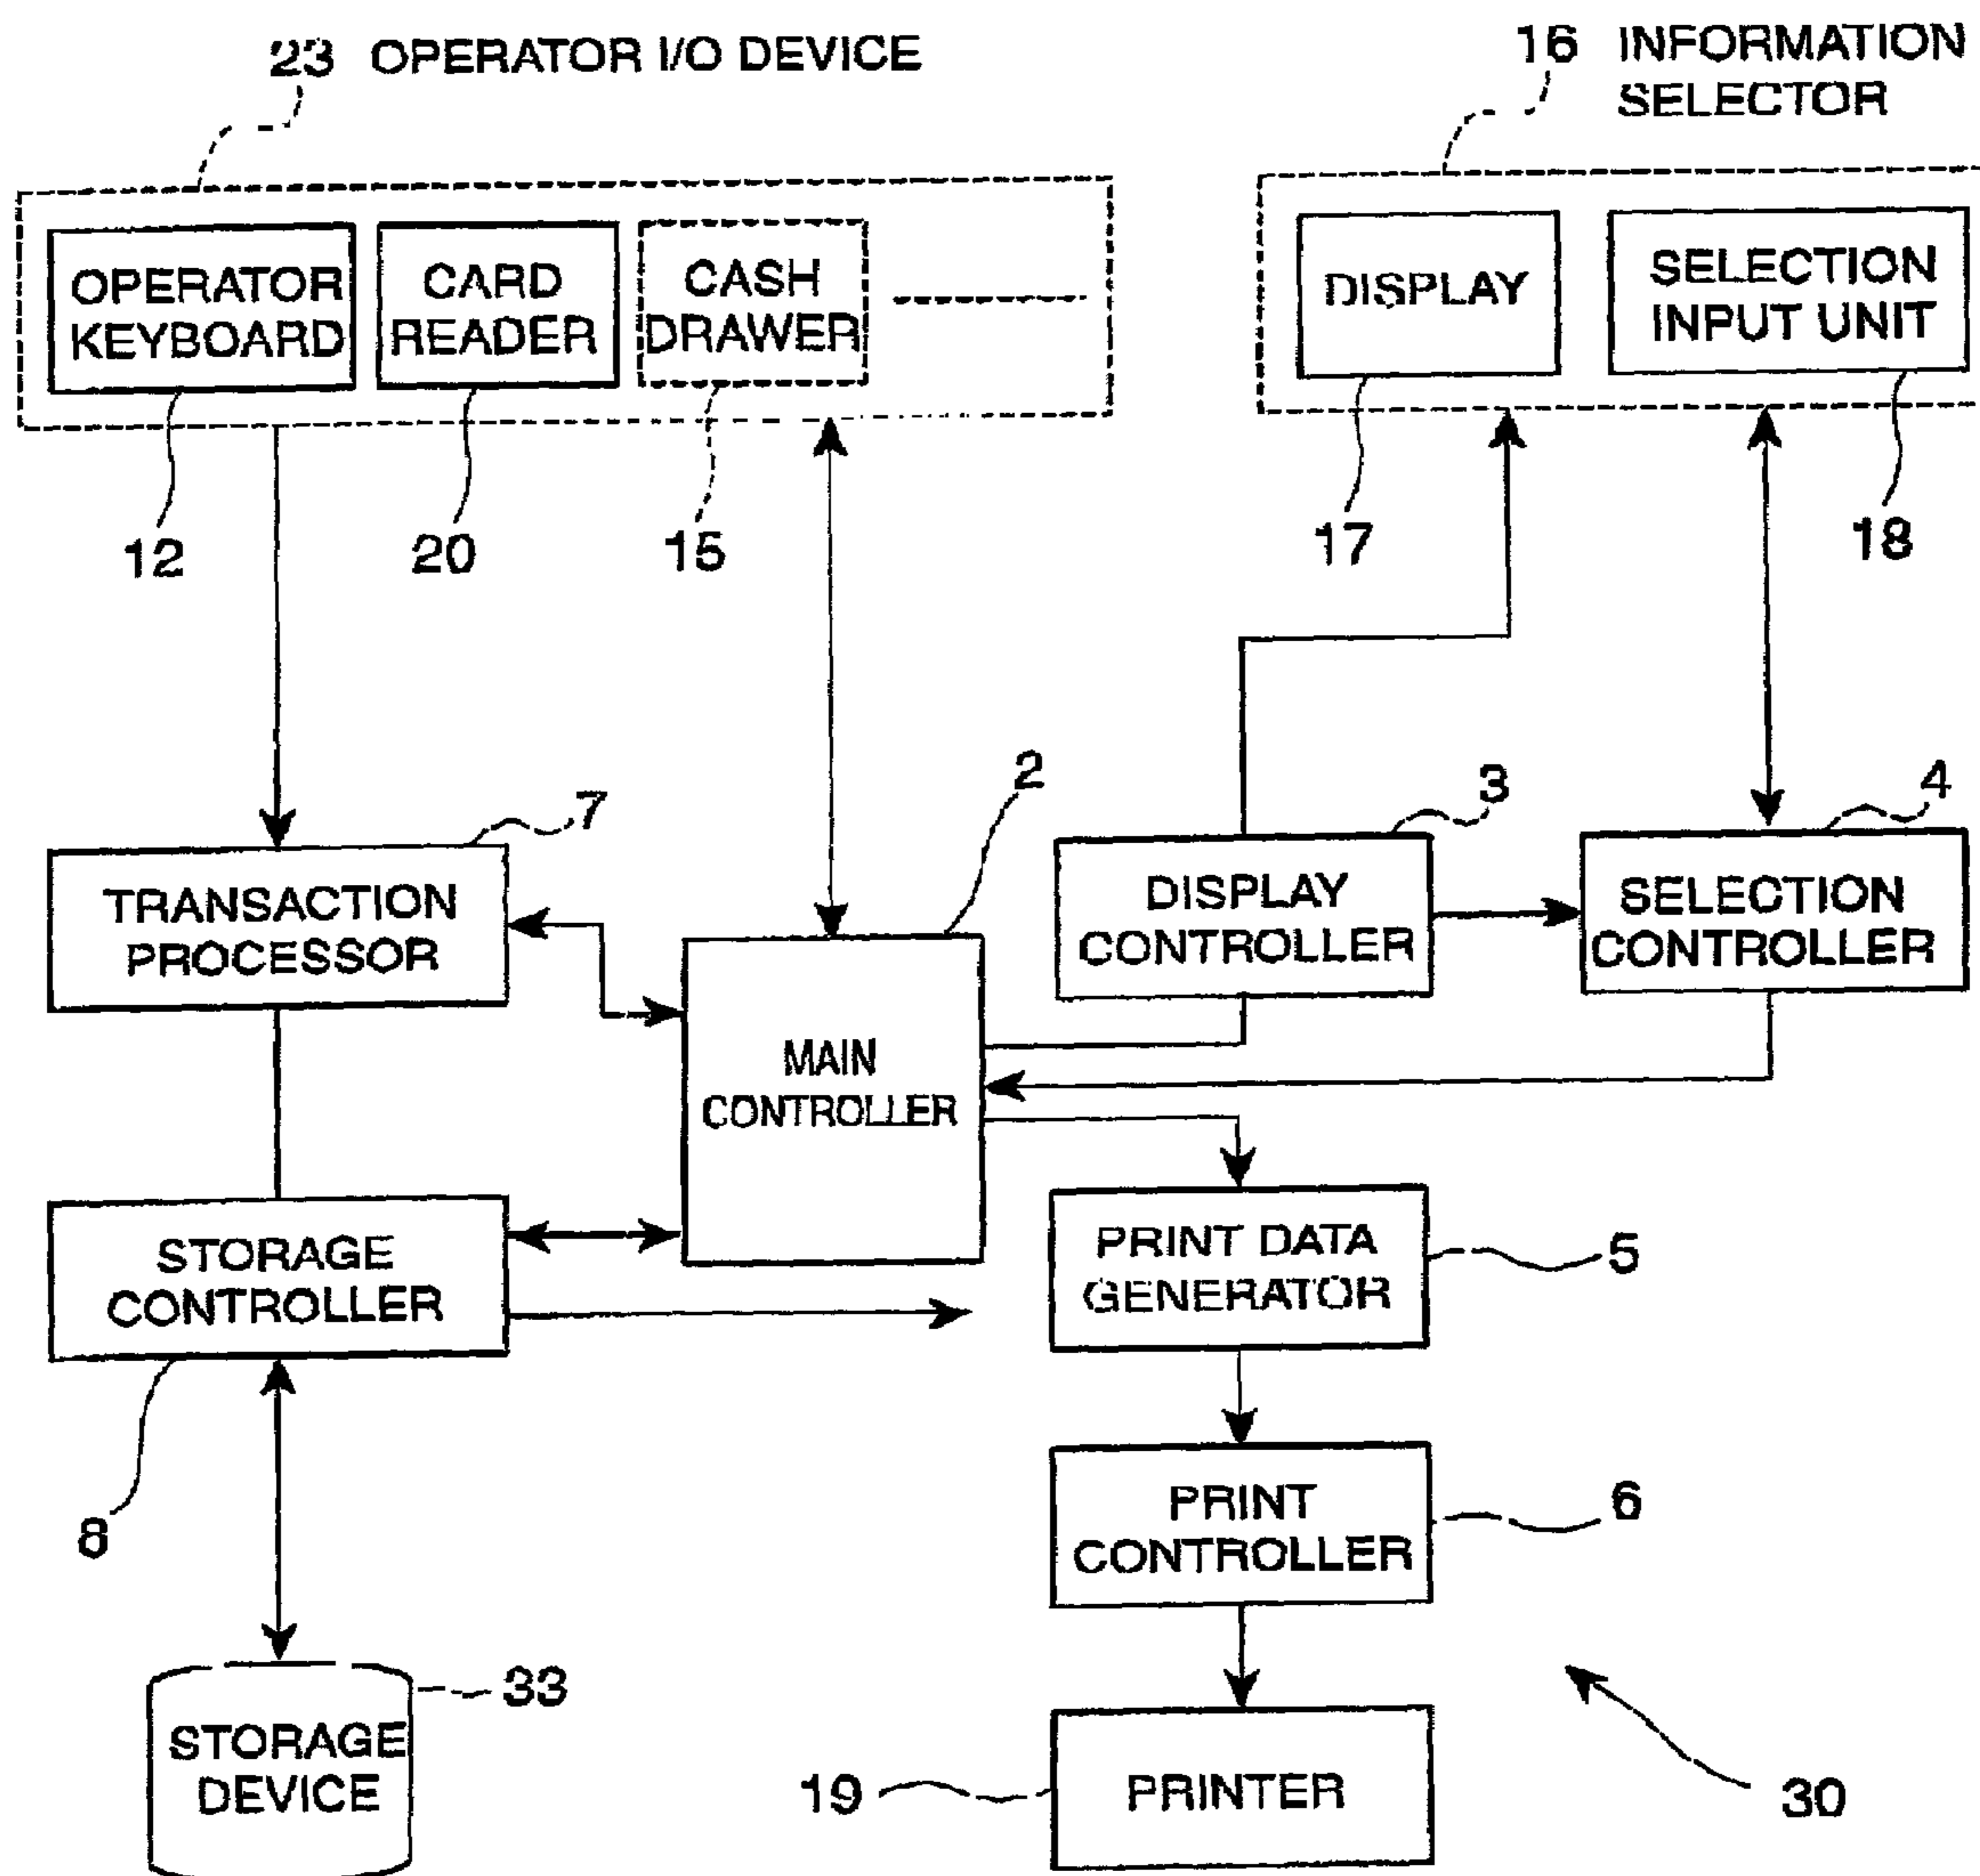 23 OPERATOR I/O DEVICE
16 INFORMATION
SELECTOR
OPERATOR
KEYBOARD
CARD
READER
CASH
DRAWER
DISPLAY
SELECTION
INPUT UNIT
12
20
15
17
18
7
2
3
4
TRANSACTION
PROCESSOR
DISPLAY
CONTROLLER
SELECTION
CONTROLLER
MAIN
CONTROLLER
STORAGE
CONTROLLER
PRINT DATA
GENERATOR
5
8
PRINT
CONTROLLER
6
33
STORAGE
DEVICE
19
PRINTER
30